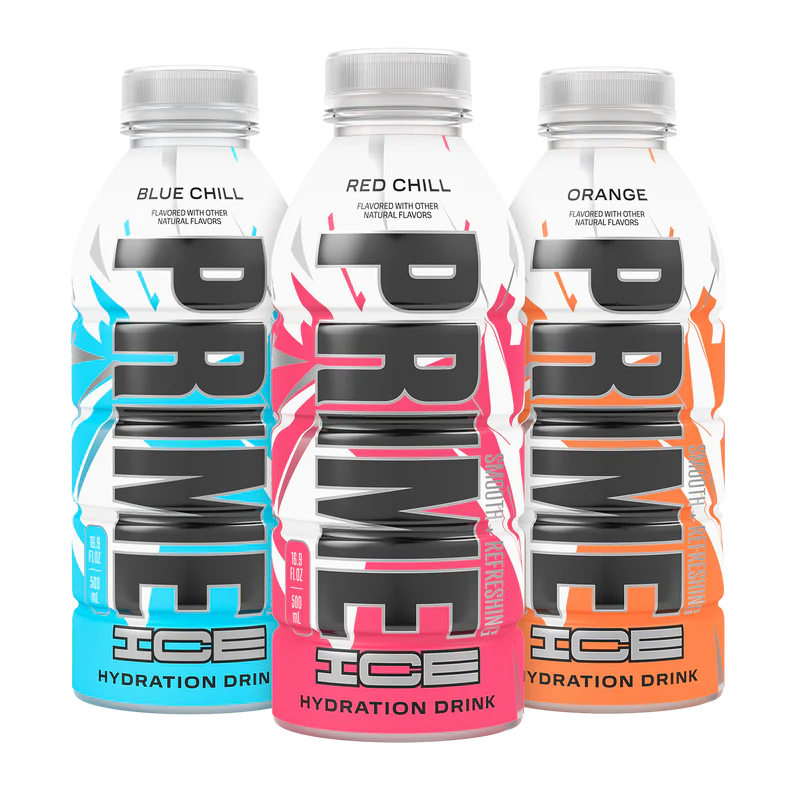 BLUE CHILL
FLAVORED WITH OTHER
NATURAL FLAVORS
PRIME
16.9
FL OZ
500
mL
ICE
HYDRATION DRIN
RED CHILL
FLAVORED WITH OTHER
NATURAL FLAVORS
PRIME
SMOOTH + REFRESHING
16.9
FL OZ
500
mL
ICE
HYDRATION DRINK
ORANGE
FLAVORED WITH OTHER
NATURAL FLAVORS
PRIME
SMOOTH + REFRESHING
ICE
HYDRATION DRINK